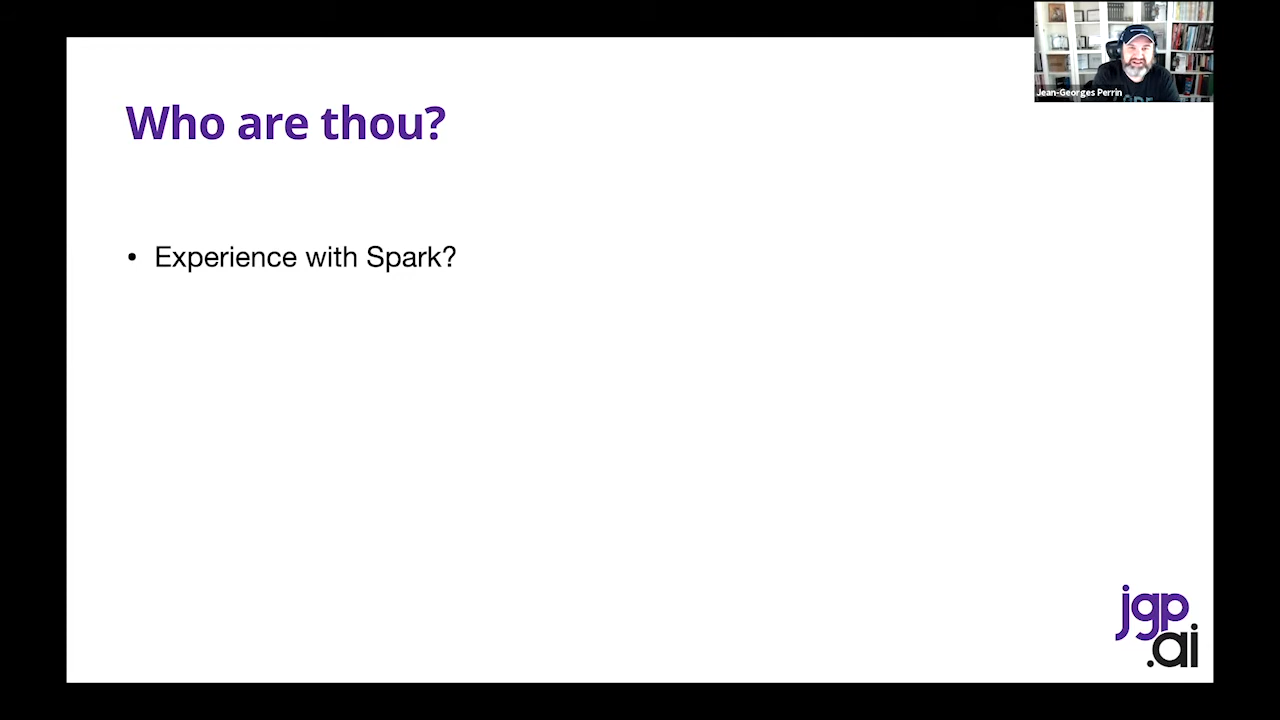 Jean-Georges Perrin
Who are thou?
• Experience with Spark?
jgp
.ai